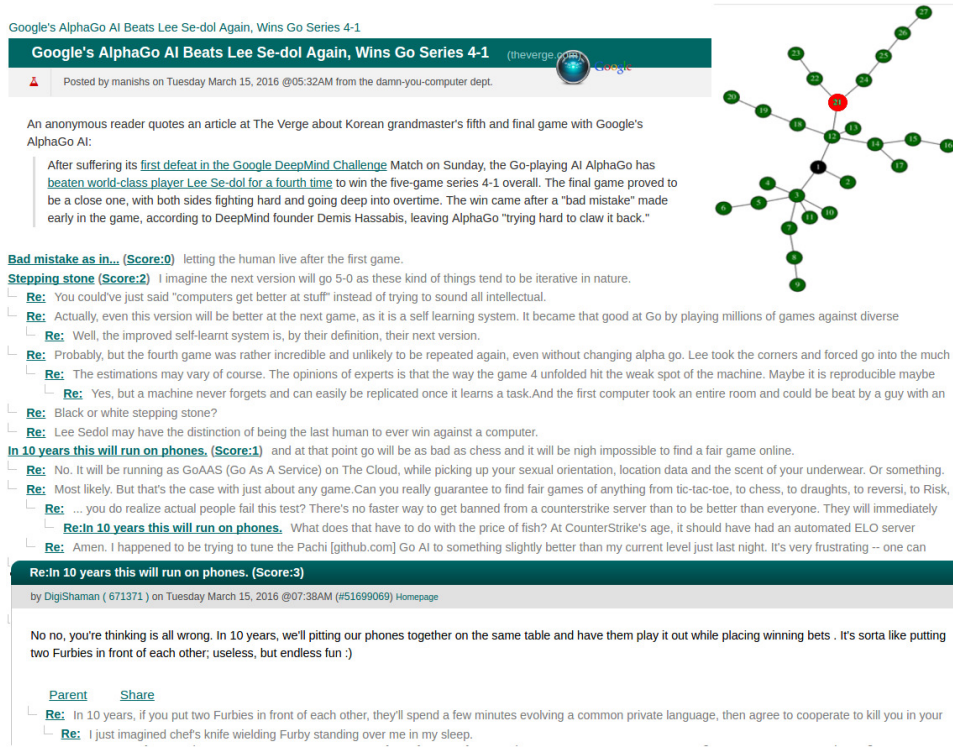 Google's AlphaGo AI Beats Lee Se-dol Again, Wins Go Series 4-1
Google's AlphaGo AI Beats Lee Se-dol Again, Wins Go Series 4-1 (theverge.com)
Google
Posted by manishs on Tuesday March 15, 2016 @05:32AM from the damn-you-computer dept.
An anonymous reader quotes an article at The Verge about Korean grandmaster's fifth and final game with Google's
AlphaGo AI:
After suffering its first defeat in the Google DeepMind Challenge Match on Sunday, the Go-playing AI AlphaGo has
beaten world-class player Lee Se-dol for a fourth time to win the five-game series 4-1 overall. The final game proved to
be a close one, with both sides fighting hard and going deep into overtime. The win came after a "bad mistake" made
early in the game, according to DeepMind founder Demis Hassabis, leaving AlphaGo "trying hard to claw it back."
27
26
23
25
22
24
20
21
19
18
13
12
15
14
16
17
1
4
2
3
5
6
11
10
7
8
9
Bad mistake as in... (Score:0) letting the human live after the first game.
Stepping stone (Score:2) I imagine the next version will go 5-0 as these kind of things tend to be iterative in nature.
Re: You could've just said "computers get better at stuff" instead of trying to sound all intellectual.
Re: Actually, even this version will be better at the next game, as it is a self learning system. It became that good at Go by playing millions of games against diverse
Re: Well, the improved self-learnt system is, by their definition, their next version.
Re: Probably, but the fourth game was rather incredible and unlikely to be repeated again, even without changing alpha go. Lee took the corners and forced go into the much
Re: The estimations may vary of course. The opinions of experts is that the way the game 4 unfolded hit the weak spot of the machine. Maybe it is reproducible maybe
Re: Yes, but a machine never forgets and can easily be replicated once it learns a task.And the first computer took an entire room and could be beat by a guy with an
Re: Black or white stepping stone?
Re: Lee Sedol may have the distinction of being the last human to ever win against a computer.
In 10 years this will run on phones. (Score:1) and at that point go will be as bad as chess and it will be nigh impossible to find a fair game online.
Re: No. It will be running as GoAAS (Go As A Service) on The Cloud, while picking up your sexual orientation, location data and the scent of your underwear. Or something.
Re: Most likely. But that's the case with just about any game.Can you really guarantee to find fair games of anything from tic-tac-toe, to chess, to draughts, to reversi, to Risk,
Re: ... you do realize actual people fail this test? There's no faster way to get banned from a counterstrike server than to be better than everyone. They will immediately
Re:In 10 years this will run on phones. What does that have to do with the price of fish? At CounterStrike's age, it should have had an automated ELO server
Re: Amen. I happened to be trying to tune the Pachi [github.com] Go AI to something slightly better than my current level just last night. It's very frustrating -- one can
Re:In 10 years this will run on phones. (Score:3)
by DigiShaman ( 671371 ) on Tuesday March 15, 2016 @07:38AM (#51699069) Homepage
No no, you're thinking is all wrong. In 10 years, we'll pitting our phones together on the same table and have them play it out while placing winning bets . It's sorta like putting
two Furbies in front of each other; useless, but endless fun :)
Parent Share
Re: In 10 years, if you put two Furbies in front of each other, they'll spend a few minutes evolving a common private language, then agree to cooperate to kill you in your
Re: I just imagined chef's knife wielding Furby standing over me in my sleep.